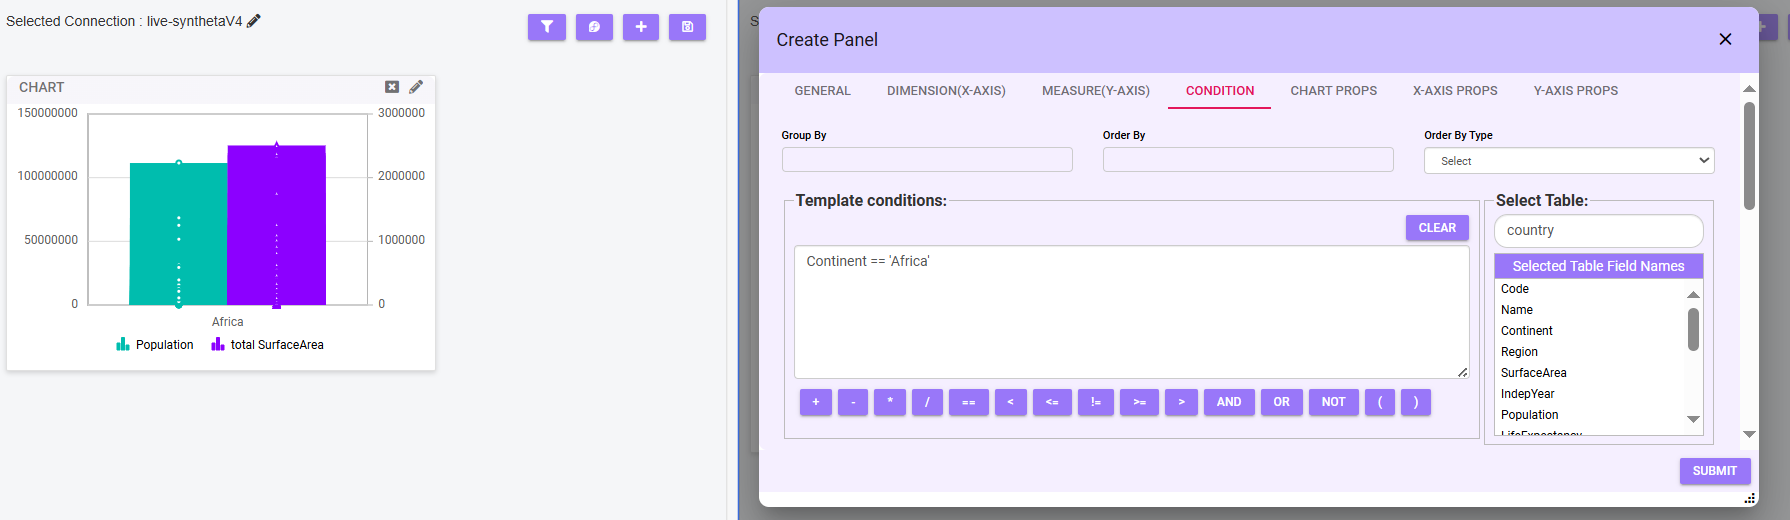 Selected Connection : live-synthetaV4
CHART
150000000
100000000
50000000
0
3000000
2000000
1000000
0
Africa
Population
total SurfaceArea
S
Create Panel
GENERAL
DIMENSION(X-AXIS)
MEASURE(Y-AXIS)
CONDITION
CHART PROPS
X-AXIS PROPS
Y-AXIS PROPS
Group By
Order By
Order By Type
Select
Template conditions:
CLEAR
Continent == 'Africa'
+ - * / == < <= != >= > AND OR NOT ( )
Select Table:
country
Selected Table Field Names
Code
Name
Continent
Region
SurfaceArea
IndepYear
Population
LifeExpectancy
SUBMIT